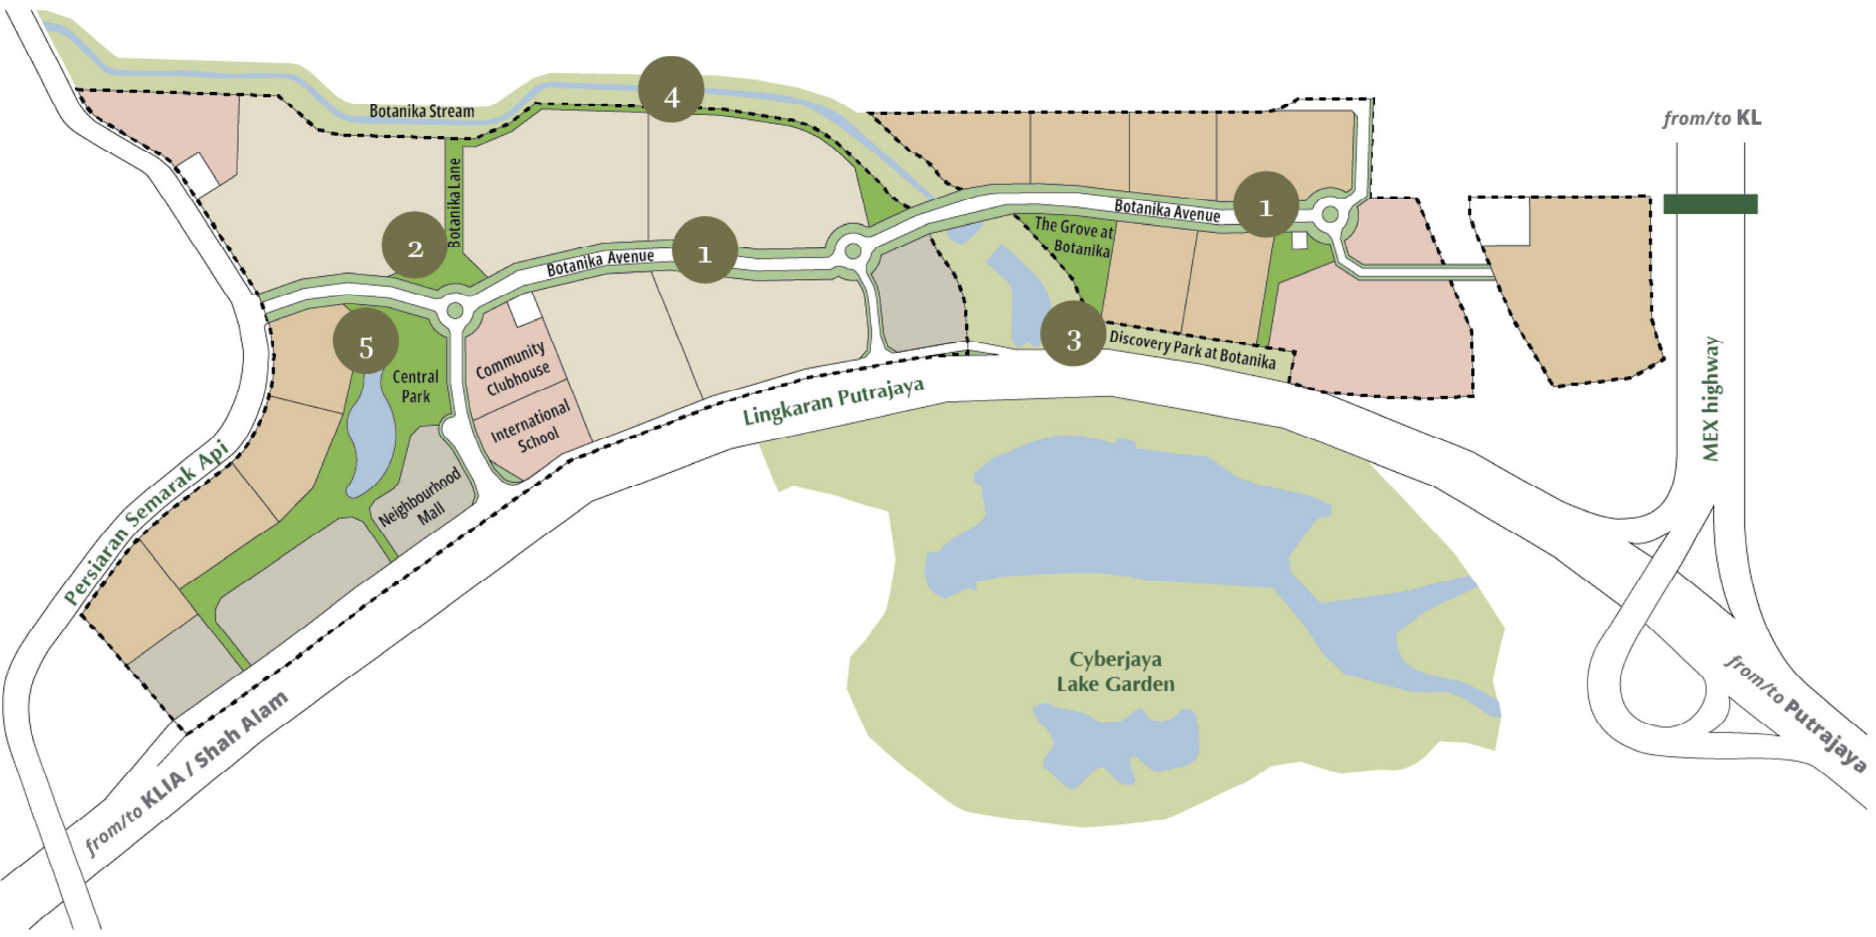 4
Botanika Stream
from/to KL
Botanika Lane
1
Botanika Avenue
2
The Grove at
Botanika
1
Botanika Avenue
5
3
Discovery Park at Botanika
Community
Clubhouse
Central
Park
International
School
Lingkaran Putrajaya
MEX highway
Persiaran Semarak Api
Neighbourhood
Mall
Cyberjaya
Lake Garden
from/to KLIA / Shah Alam
from/to Putrajaya